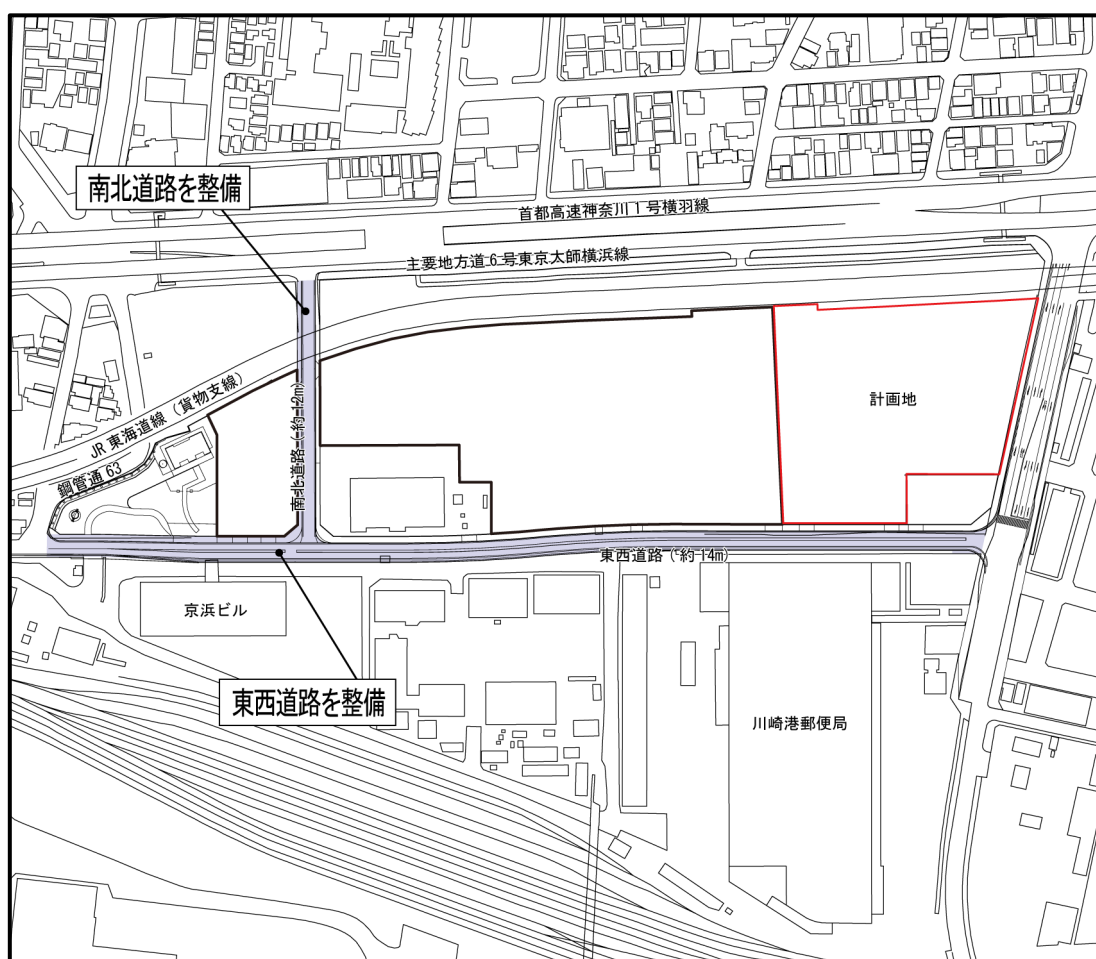 南北道路を整備
首都高速神奈川1号横羽線
主要地方道6号東京太師横浜線
計画地
JR東海道線（貨物支線）
南北道路（約12m）
鋼管通63
東西道路（約14m）
京浜ビル
東西道路を整備
川崎港郵便局